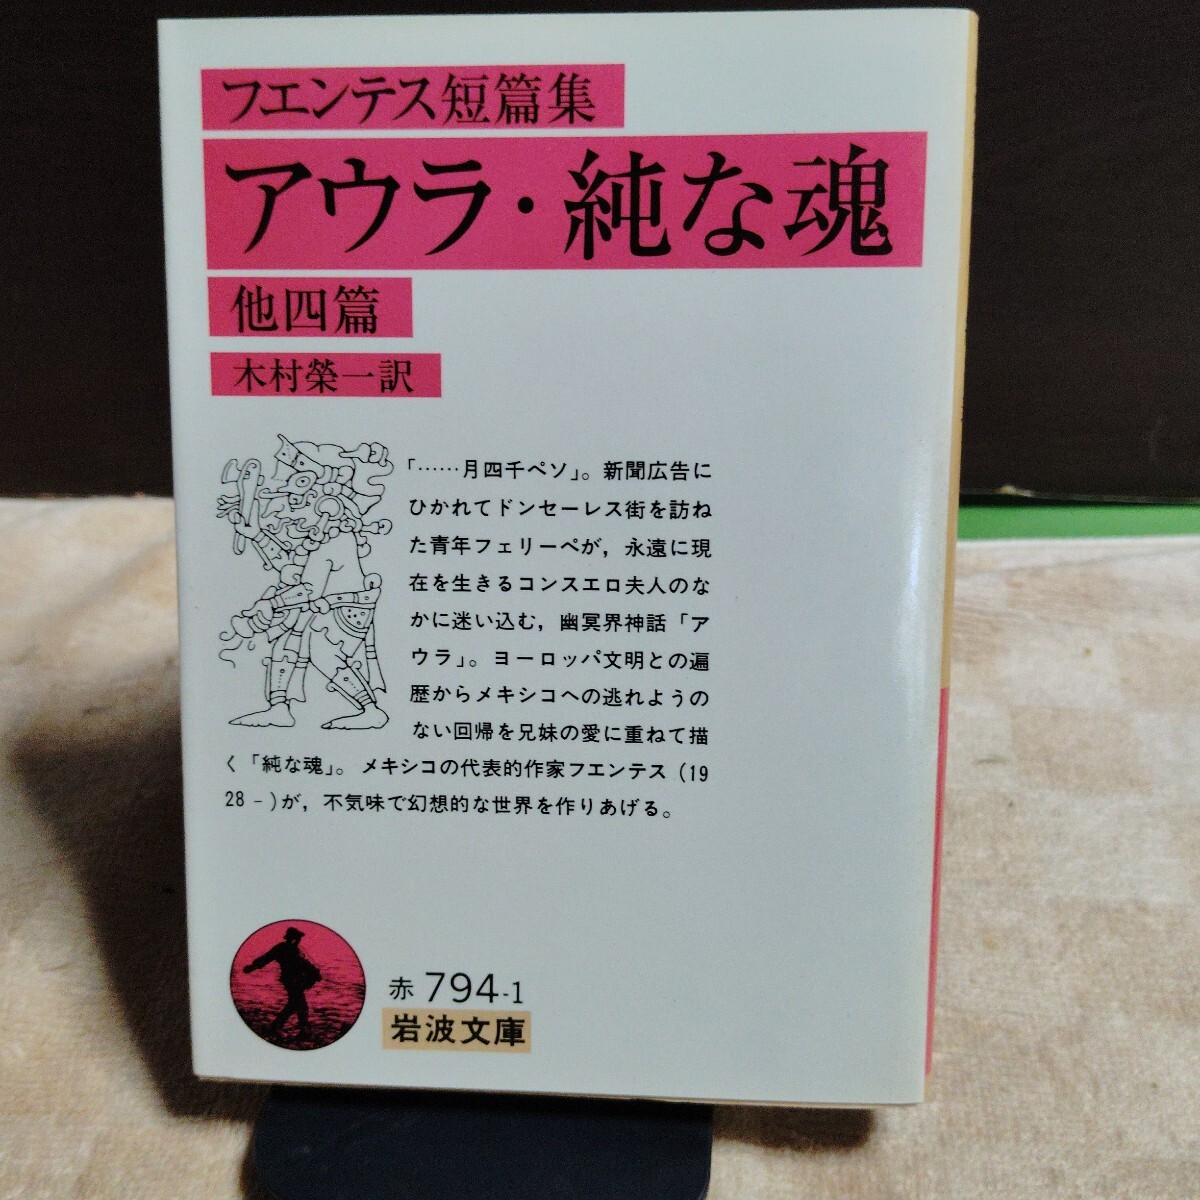 フエンテス短篇集
アウラ・純な魂
他四篇
木村榮一訳
「……月四千ペソ」。新聞広告に
ひかれてドンセーレス街を訪ね
た青年フェリーペが，永遠に現
在を生きるコンスエロ夫人のな
かに迷い込む，幽冥界神話「ア
ウラ」。ヨーロッパ文明との遍
歴からメキシコへの逃れようの
ない回帰を兄妹の愛に重ねて描
く「純な魂」。メキシコの代表的作家フエンテス（19
28－）が，不気味で幻想的な世界を作りあげる。
赤 794-1
岩波文庫